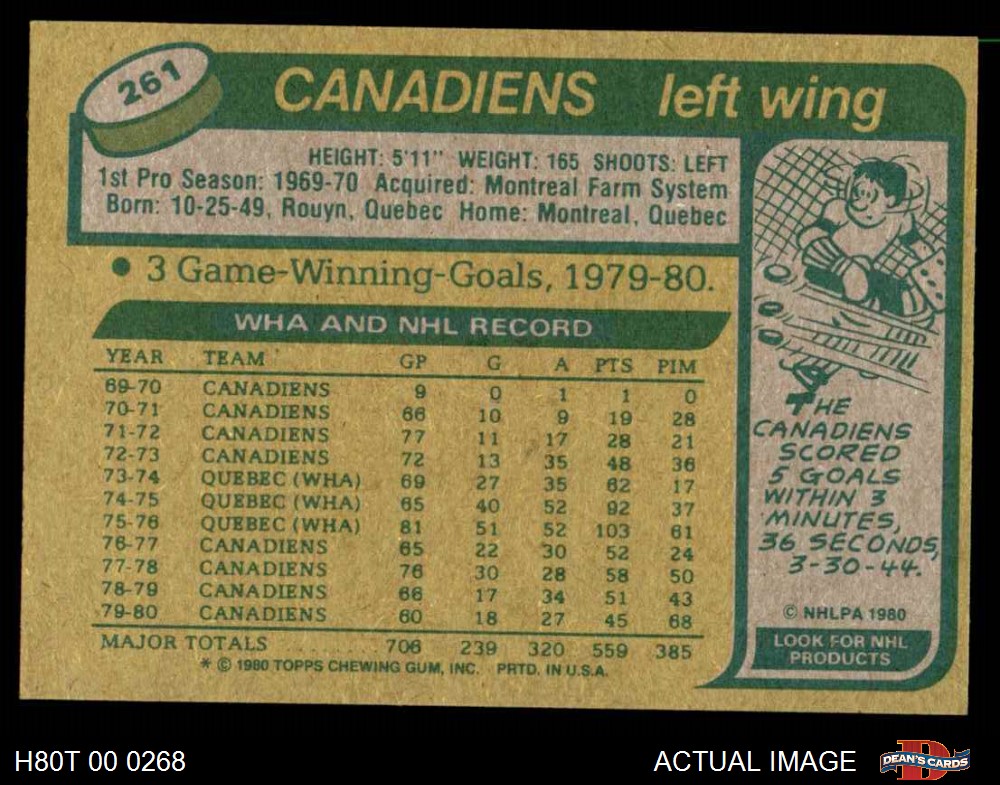 261
CANADIENS left wing
HEIGHT: 5'11" WEIGHT: 165 SHOOTS: LEFT
1st Pro Season: 1969-70 Acquired: Montreal Farm System
Born: 10-25-49, Rouyn, Quebec Home: Montreal, Quebec
• 3 Game-Winning-Goals, 1979-80.
WHA AND NHL RECORD
YEAR TEAM GP G A PTS PIM
69-70 CANADIENS 9 0 1 1 0
70-71 CANADIENS 66 10 9 19 28
71-72 CANADIENS 77 11 17 28 21
72-73 CANADIENS 72 13 35 48 36
73-74 QUEBEC (WHA) 69 27 35 62 17
74-75 QUEBEC (WHA) 65 40 52 92 37
75-76 QUEBEC (WHA) 81 51 52 103 61
76-77 CANADIENS 65 22 30 52 24
77-78 CANADIENS 76 30 28 58 50
78-79 CANADIENS 66 17 34 51 43
79-80 CANADIENS 60 18 27 45 68
MAJOR TOTALS ......... 706 239 320 559 385
* © 1980 TOPPS CHEWING GUM, INC. PRTD. IN U.S.A.
THE
CANADIENS
SCORED
5 GOALS
WITHIN 3
MINUTES,
36 SECONDS,
3-30-44.
© NHLPA 1980
LOOK FOR NHL
PRODUCTS
H80T 00 0268
ACTUAL IMAGE
D
DEAN'S CARDS